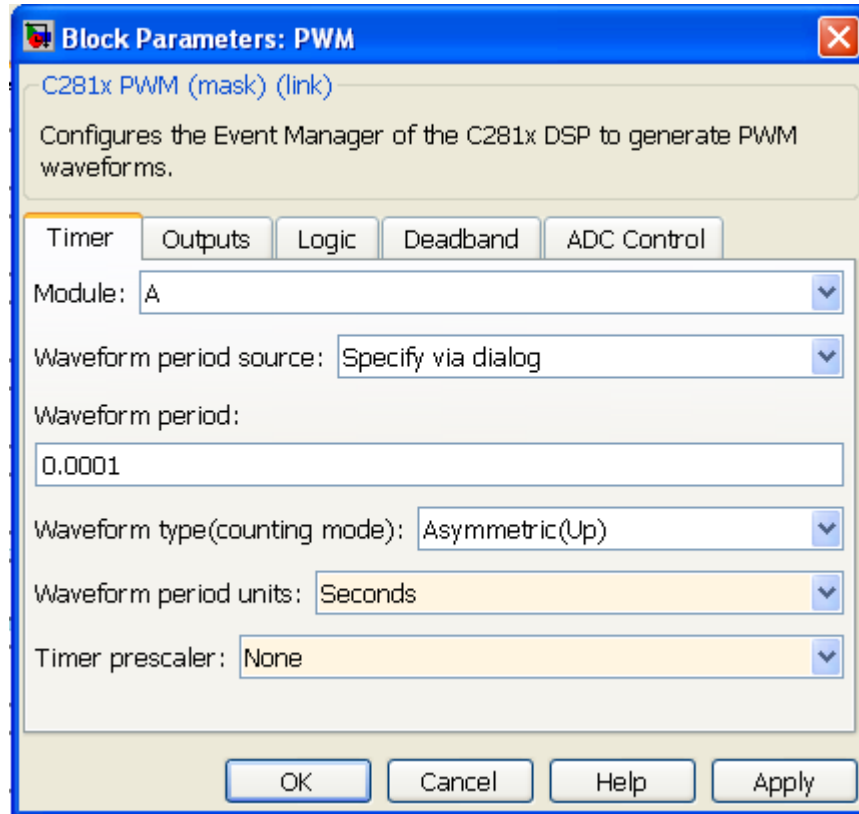 Block Parameters: PWM
C281x PWM (mask) (link)
Configures the Event Manager of the C281x DSP to generate PWM
waveforms.
Timer Outputs Logic Deadband ADC Control
Module: A
Waveform period source: Specify via dialog
Waveform period:
0.0001
Waveform type(counting mode): Asymmetric(Up)
Waveform period units: Seconds
Timer prescaler: None
OK Cancel Help Apply